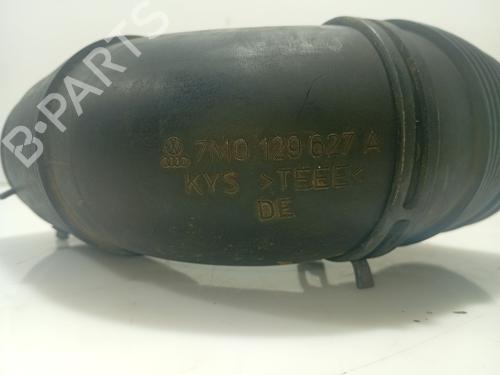 B-PARTS
7M0 129 627 A
KYS >TEEE<
DE